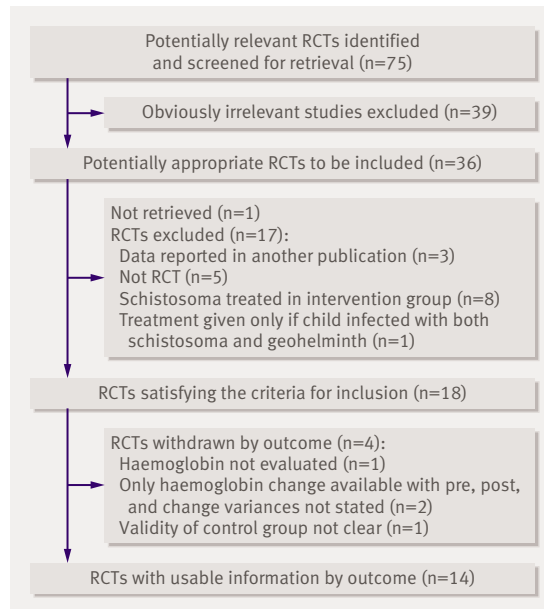 Potentially relevant RCTs identified
and screened for retrieval (n=75)
Obviously irrelevant studies excluded (n=39)
Potentially appropriate RCTs to be included (n=36)
Not retrieved (n=1)
RCTs excluded (n=17):
Data reported in another publication (n=3)
Not RCT (n=5)
Schistosoma treated in intervention group (n=8)
Treatment given only if child infected with both
schistosoma and geohelminth (n=1)
RCTs satisfying the criteria for inclusion (n=18)
RCTs withdrawn by outcome (n=4):
Haemoglobin not evaluated (n=1)
Only haemoglobin change available with pre, post,
and change variances not stated (n=2)
Validity of control group not clear (n=1)
RCTs with usable information by outcome (n=14)